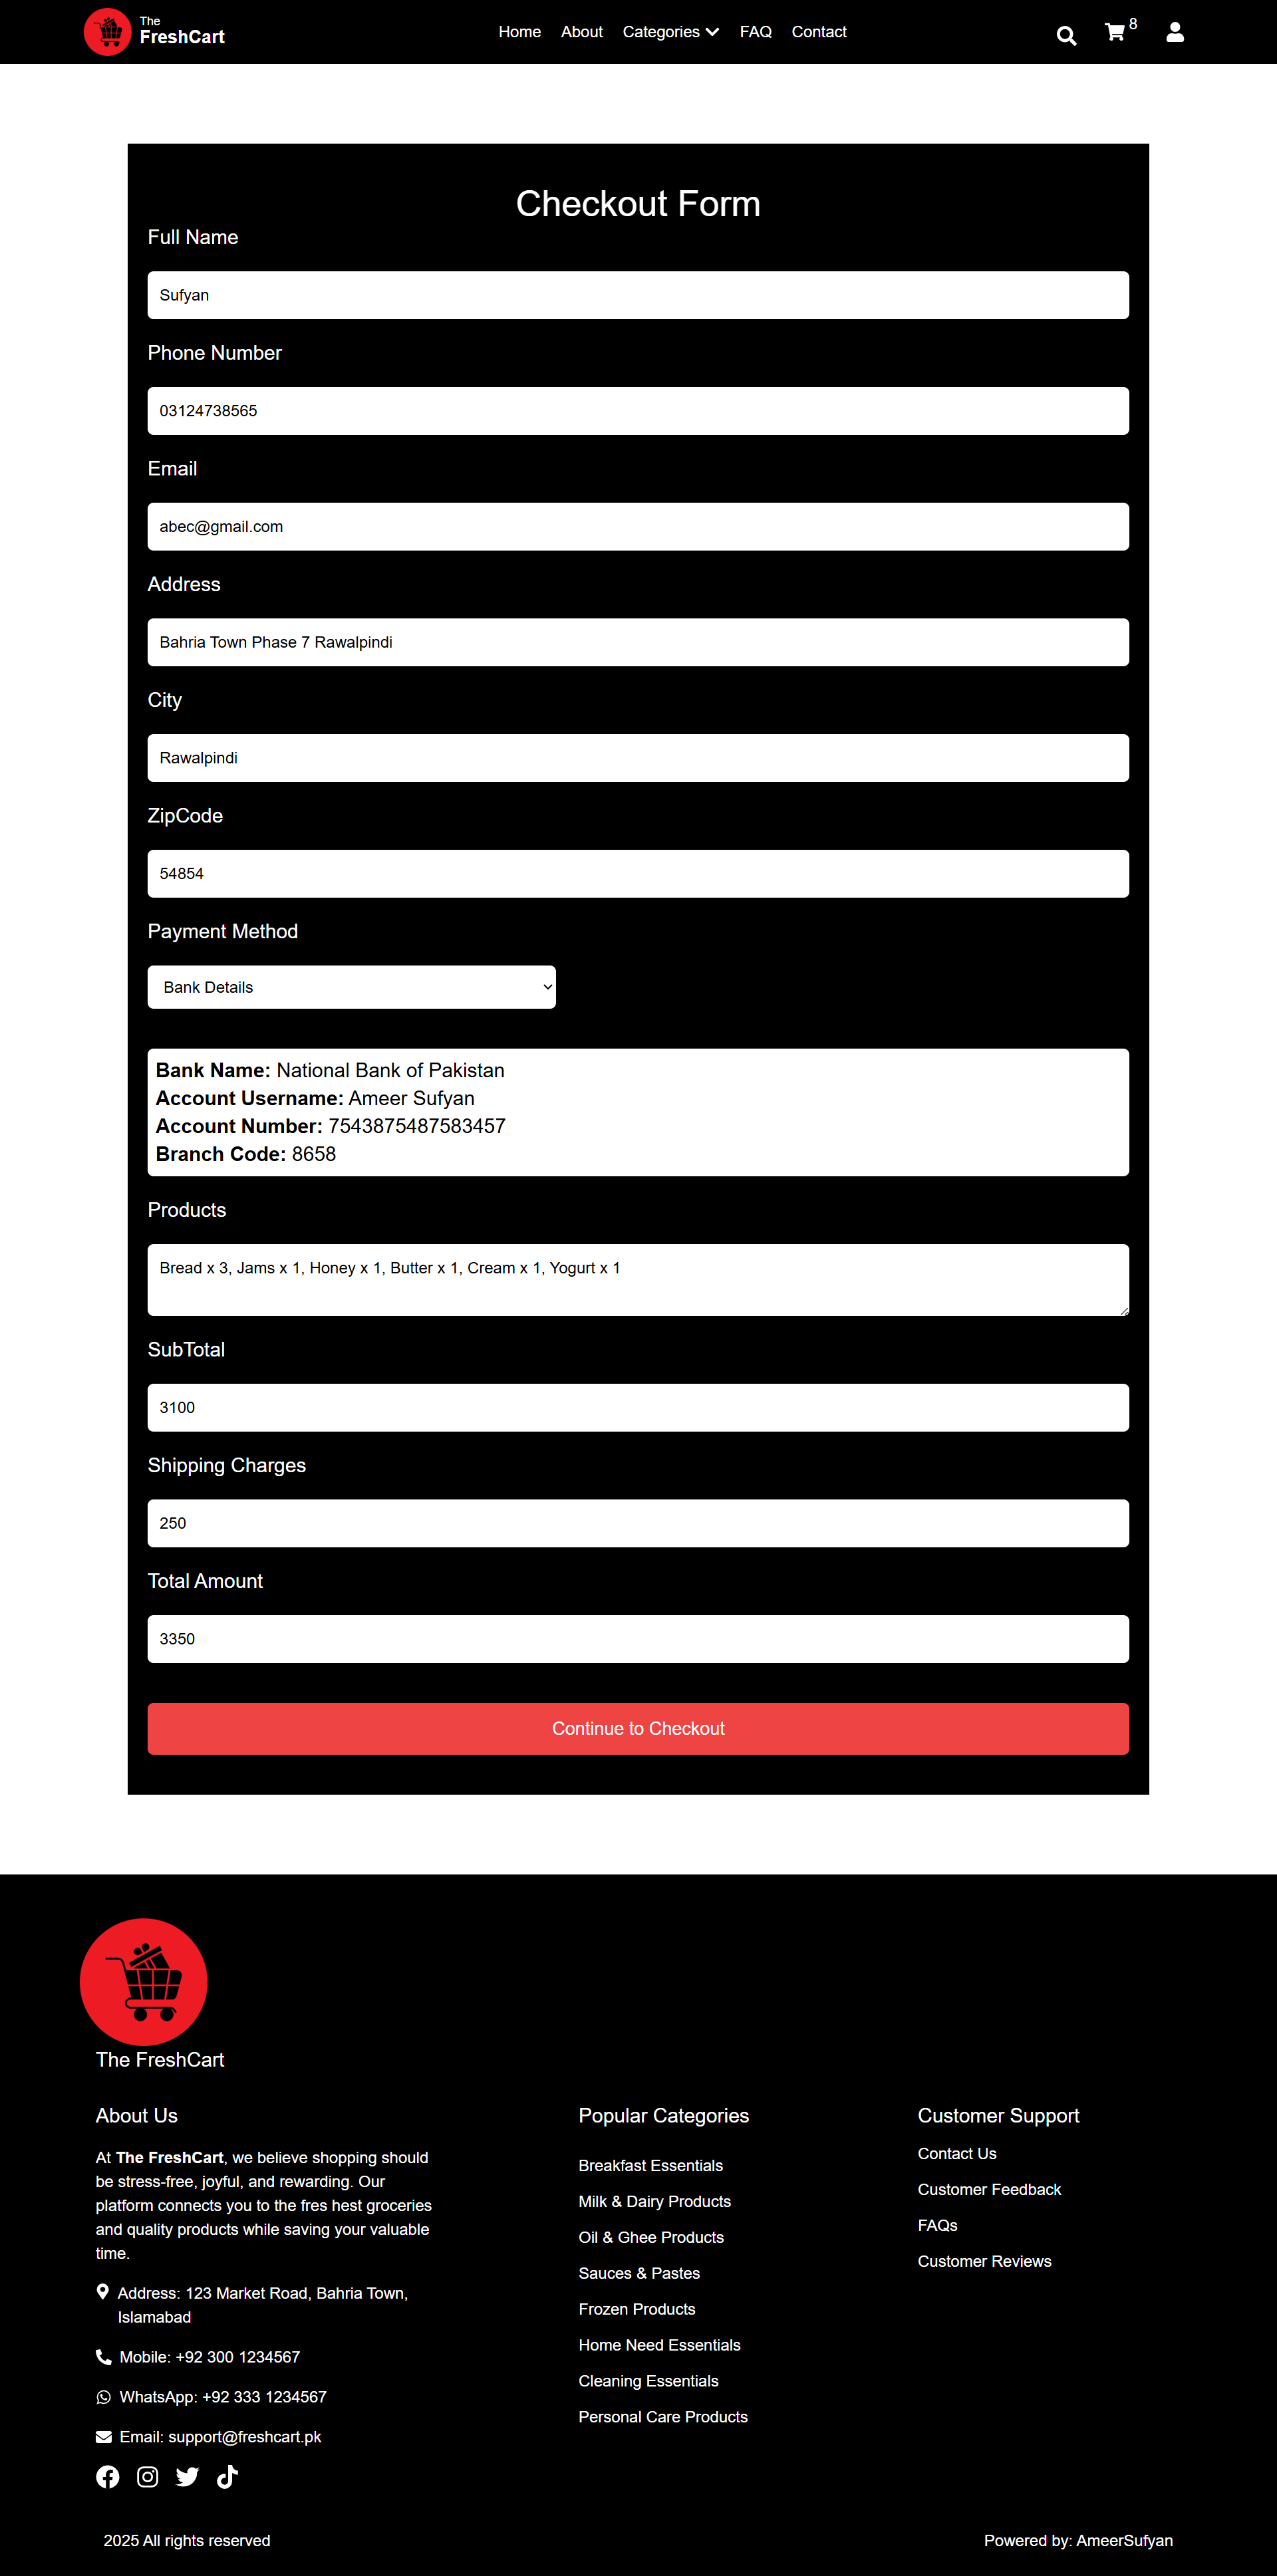 The
FreshCart
Home About Categories FAQ Contact
8
Checkout Form
Full Name
Sufyan
Phone Number
03124738565
Email
abec@gmail.com
Address
Bahria Town Phase 7 Rawalpindi
City
Rawalpindi
ZipCode
54854
Payment Method
Bank Details
Bank Name: National Bank of Pakistan
Account Username: Ameer Sufyan
Account Number: 7543875487583457
Branch Code: 8658
Products
Bread x 3, Jams x 1, Honey x 1, Butter x 1, Cream x 1, Yogurt x 1
SubTotal
3100
Shipping Charges
250
Total Amount
3350
Continue to Checkout
The FreshCart
About Us
At The FreshCart, we believe shopping should
be stress-free, joyful, and rewarding. Our
platform connects you to the fres hest groceries
and quality products while saving your valuable
time.
Address: 123 Market Road, Bahria Town,
Islamabad
Mobile: +92 300 1234567
WhatsApp: +92 333 1234567
Email: support@freshcart.pk
Popular Categories
Breakfast Essentials
Milk & Dairy Products
Oil & Ghee Products
Sauces & Pastes
Frozen Products
Home Need Essentials
Cleaning Essentials
Personal Care Products
Customer Support
Contact Us
Customer Feedback
FAQs
Customer Reviews
2025 All rights reserved
Powered by: AmeerSufyan